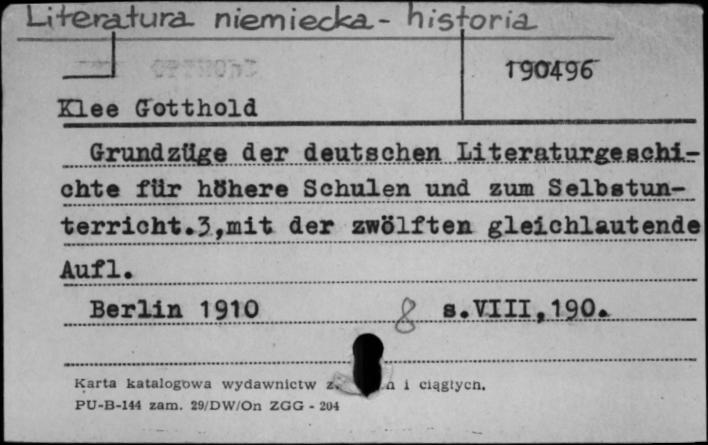 Literatura niemiecka - historia
190496
Klee Gotthold
Grundzüge der deutschen Literaturgeschi-
chte für höhere Schulen und zum Selbstun-
terricht.3,mit der zwölften gleichlautende
Aufl.
Berlin 1910 8 s.VIII,190.
Karta katalogowa wydawnictw i ciągłych.
PU-B-144 zam. 29/DW/On ZGG - 204